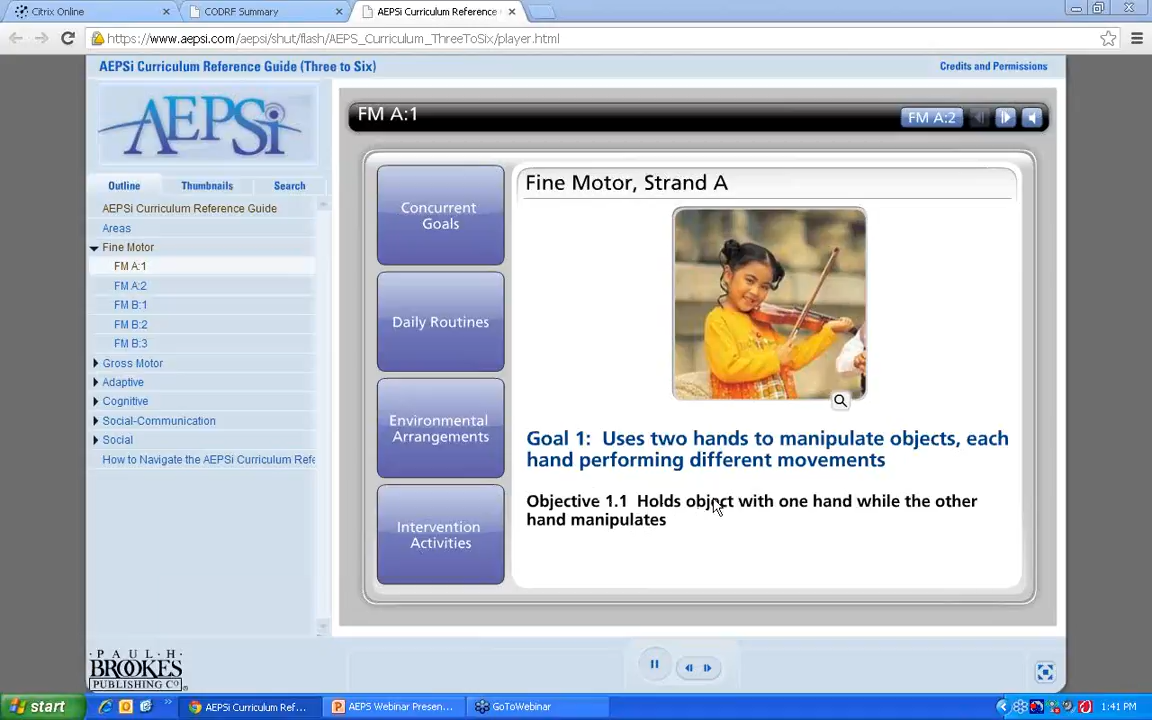 Citrix Online
CODRF Summary
AEPSi Curriculum Reference
https://www.aepsi.com/aepsi/shut/flash/AEPS_Curriculum_ThreeToSix/player.html
AEPSi Curriculum Reference Guide (Three to Six)
Credits and Permissions
AEPSi
Outline
Thumbnails
Search
AEPSi Curriculum Reference Guide
Areas
Fine Motor
FM A:1
FM A:2
FM B:1
FM B:2
FM B:3
Gross Motor
Adaptive
Cognitive
Social-Communication
Social
How to Navigate the AEPSi Curriculum Refe
FM A:1
FM A:2
Concurrent
Goals
Daily Routines
Environmental
Arrangements
Intervention
Activities
Fine Motor, Strand A
Goal 1: Uses two hands to manipulate objects, each
hand performing different movements
Objective 1.1 Holds object with one hand while the other
hand manipulates
PAUL H.
BROOKES
PUBLISHING CO®
start
AEPSi Curriculum Ref...
AEPS Webinar Presen...
GoToWebinar
1:41 PM